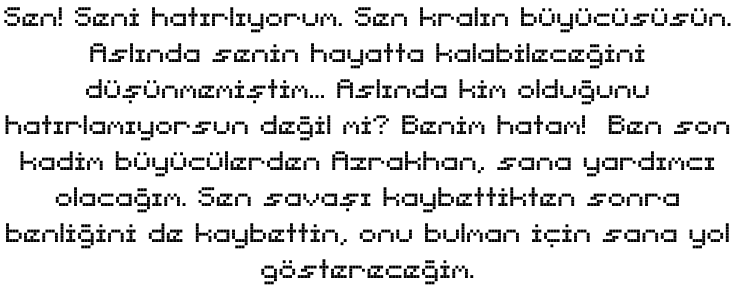 Sen! Seni hatırlıyorum. Sen kralın büyücüsüsün.
Aslında senin hayatta kalabileceğini
düşünmemiştim... Aslında kim olduğunu
hatırlamıyorsun değil mi? Benim hatam!  Ben son
kadim büyücülerden Azrakhan, sana yardımcı
olacağım. Sen savaşı kaybettikten sonra
benliğini de kaybettin, onu bulman için sana yol
göstereceğim.